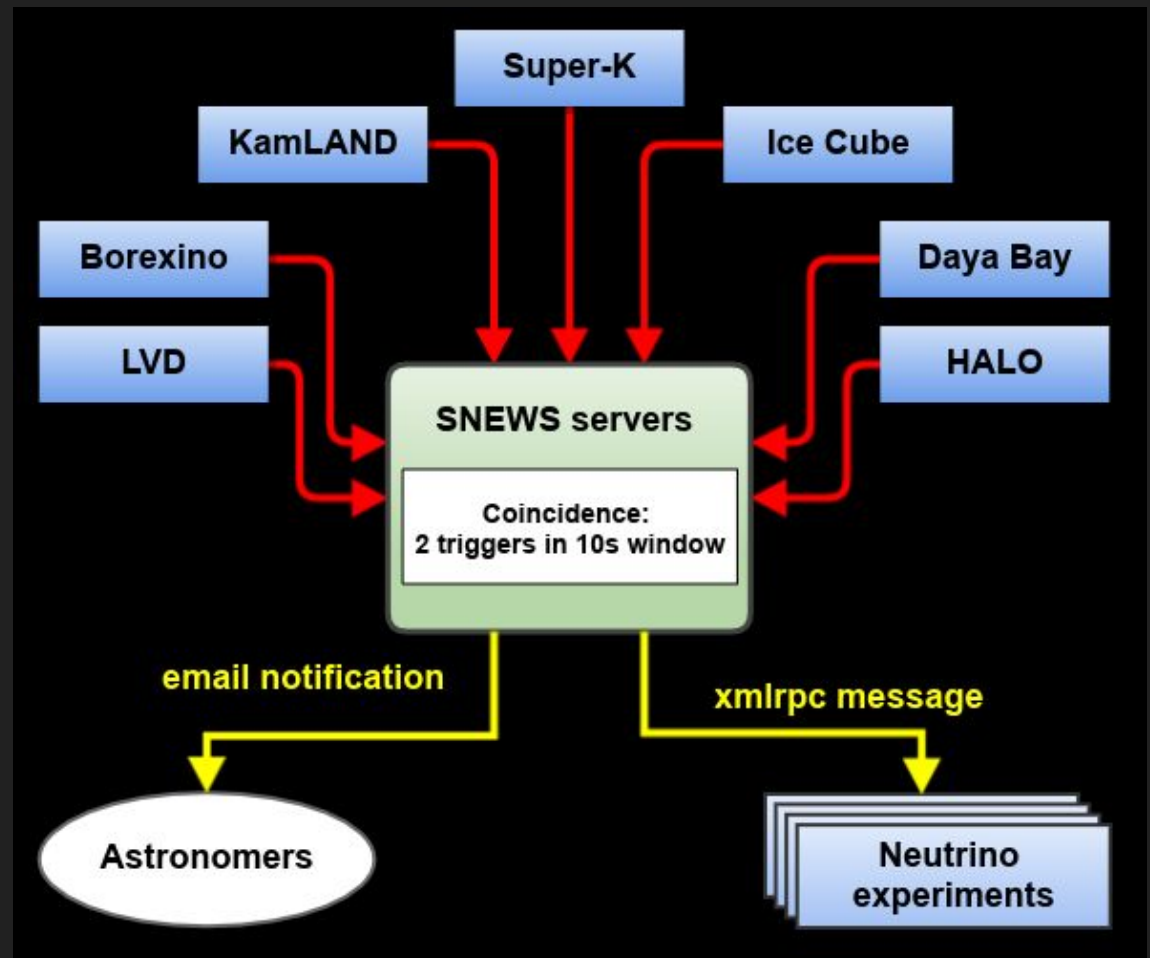 Super-K
KamLAND
Ice Cube
Borexino
Daya Bay
LVD
HALO
SNEWS servers
Coincidence:
2 triggers in 10s window
email notification
xmlrpc message
Astronomers
Neutrino
experiments